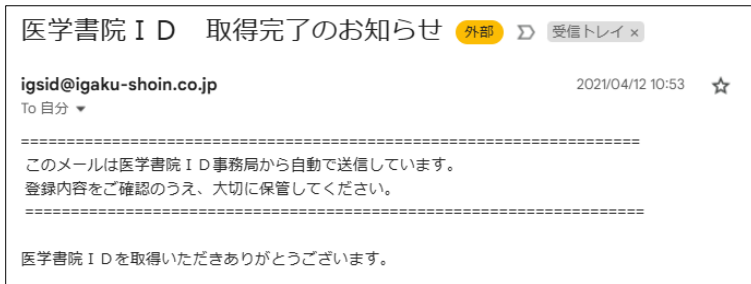 医学書院ＩＤ　取得完了のお知らせ 外部 受信トレイ ×
igsid@igaku-shoin.co.jp 2021/04/12 10:53
To 自分
====================================================================
このメールは医学書院ＩＤ事務局から自動で送信しています。
登録内容をご確認のうえ、大切に保管してください。
====================================================================
医学書院ＩＤを取得いただきありがとうございます。